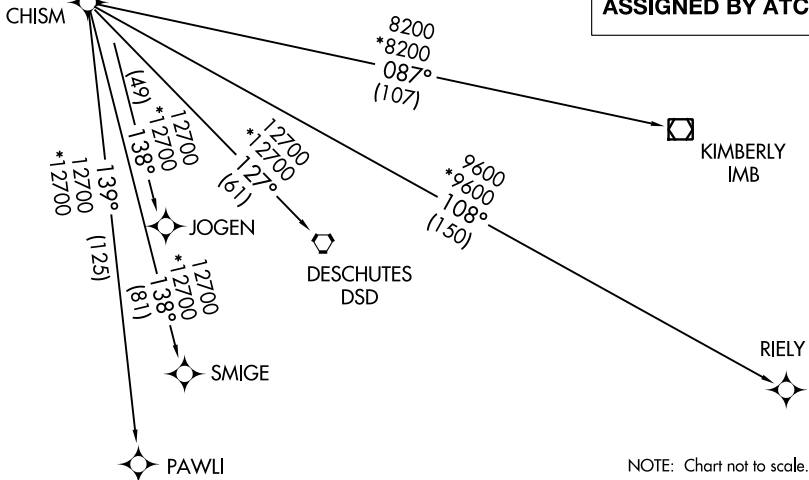 ASSIGNED BY ATC
CHISM
8200
*8200
087°
(107)
KIMBERLY
IMB
(49)
12700
*12700
138°
12700
*12700
127°
(61)
9600
*9600
108°
(150)
139°
12700
*12700
(125)
JOGEN
DESCHUTES
DSD
12700
*12700
138°
(81)
SMIGE
RIELY
PAWLI
NOTE: Chart not to scale.